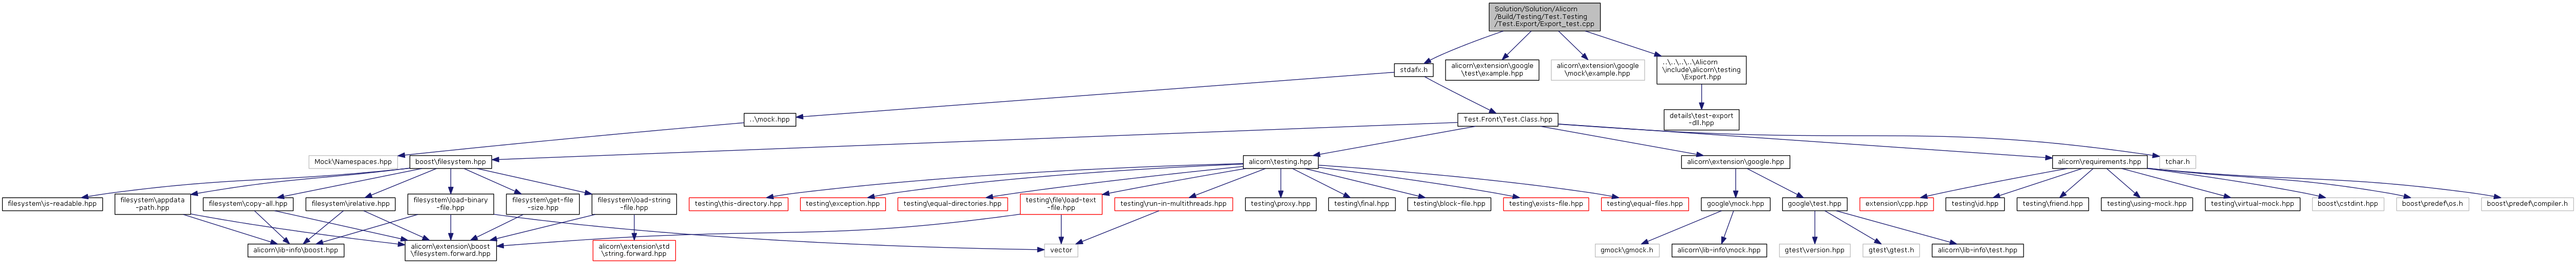 Solution/Solution/Alicorn
/Build/Testing/Test.Testing
/Test.Export/Export_test.cpp
stdafx.h
alicorn\extension\google
\test\example.hpp
alicorn\extension\google
\mock\example.hpp
..\..\..\..\Alicorn
\include\alicorn\testing
\Export.hpp
..\mock.hpp
Test.Front\Test.Class.hpp
details\test-export
-dll.hpp
Mock\Namespaces.hpp
boost\filesystem.hpp
alicorn\testing.hpp
alicorn\extension\google.hpp
alicorn\requirements.hpp
tchar.h
filesystem\is-readable.hpp
filesystem\appdata
-path.hpp
filesystem\copy-all.hpp
filesystem\relative.hpp
filesystem\load-binary
-file.hpp
filesystem\get-file
-size.hpp
filesystem\load-string
-file.hpp
testing\this-directory.hpp
testing\exception.hpp
testing\equal-directories.hpp
testing\file\load-text
-file.hpp
testing\run-in-multithreads.hpp
testing\proxy.hpp
testing\final.hpp
testing\block-file.hpp
testing\exists-file.hpp
testing\equal-files.hpp
google\mock.hpp
google\test.hpp
extension\cpp.hpp
testing\id.hpp
testing\friend.hpp
testing\using-mock.hpp
testing\virtual-mock.hpp
boost\cstdint.hpp
boost\predef\os.h
boost\predef\compiler.h
alicorn\lib-info\boost.hpp
alicorn\extension\boost
\filesystem.forward.hpp
alicorn\extension\std
\string.forward.hpp
vector
gmock\gmock.h
alicorn\lib-info\mock.hpp
gtest\version.hpp
gtest\gtest.h
alicorn\lib-info\test.hpp